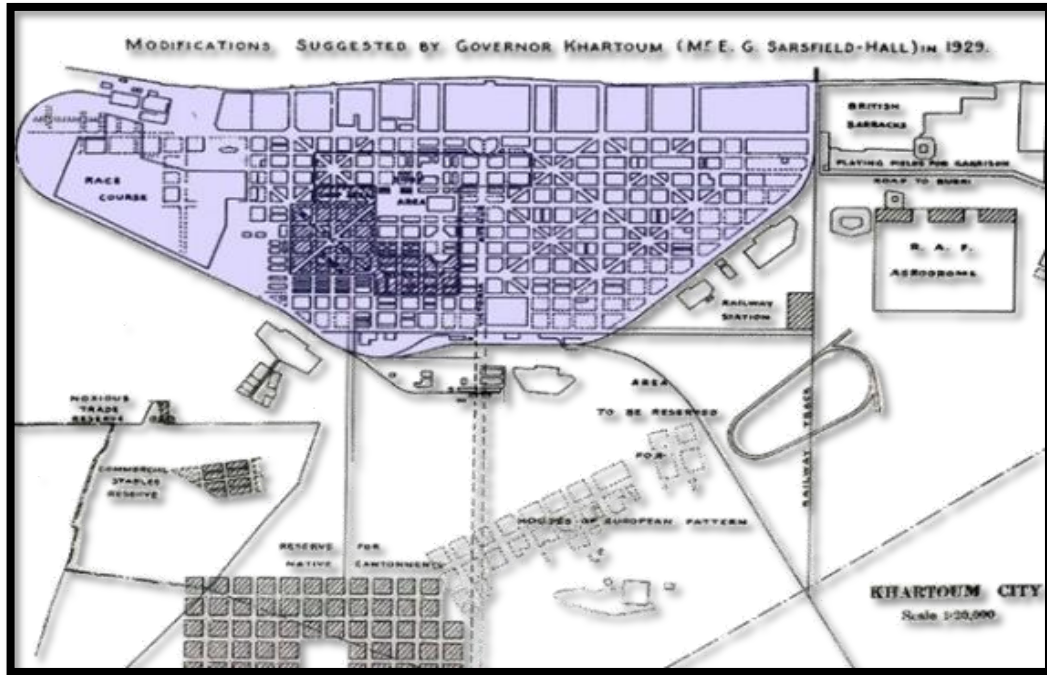 MODIFICATIONS SUGGESTED BY GOVERNOR KHARTOUM (Mr E. G. SARSFIELD-HALL) IN 1929.
BRITISH
BARRACKS
PLAYING FIELDS FOR GARRISON
ROAD TO BURRI
RACE
COURSE
AREA
R. A. F.
AERODROME
RAILWAY
STATION
AREA
TO BE RESERVED
FOR
HOUSES OF EUROPEAN PATTERN
RAILWAY TRACK
NOXIOUS
TRADE
RESERVE
COMMERCIAL
STABLES
RESERVE
RESERVE FOR
NATIVE CANTONMENTS
KHARTOUM CITY
Scale 1:20,000